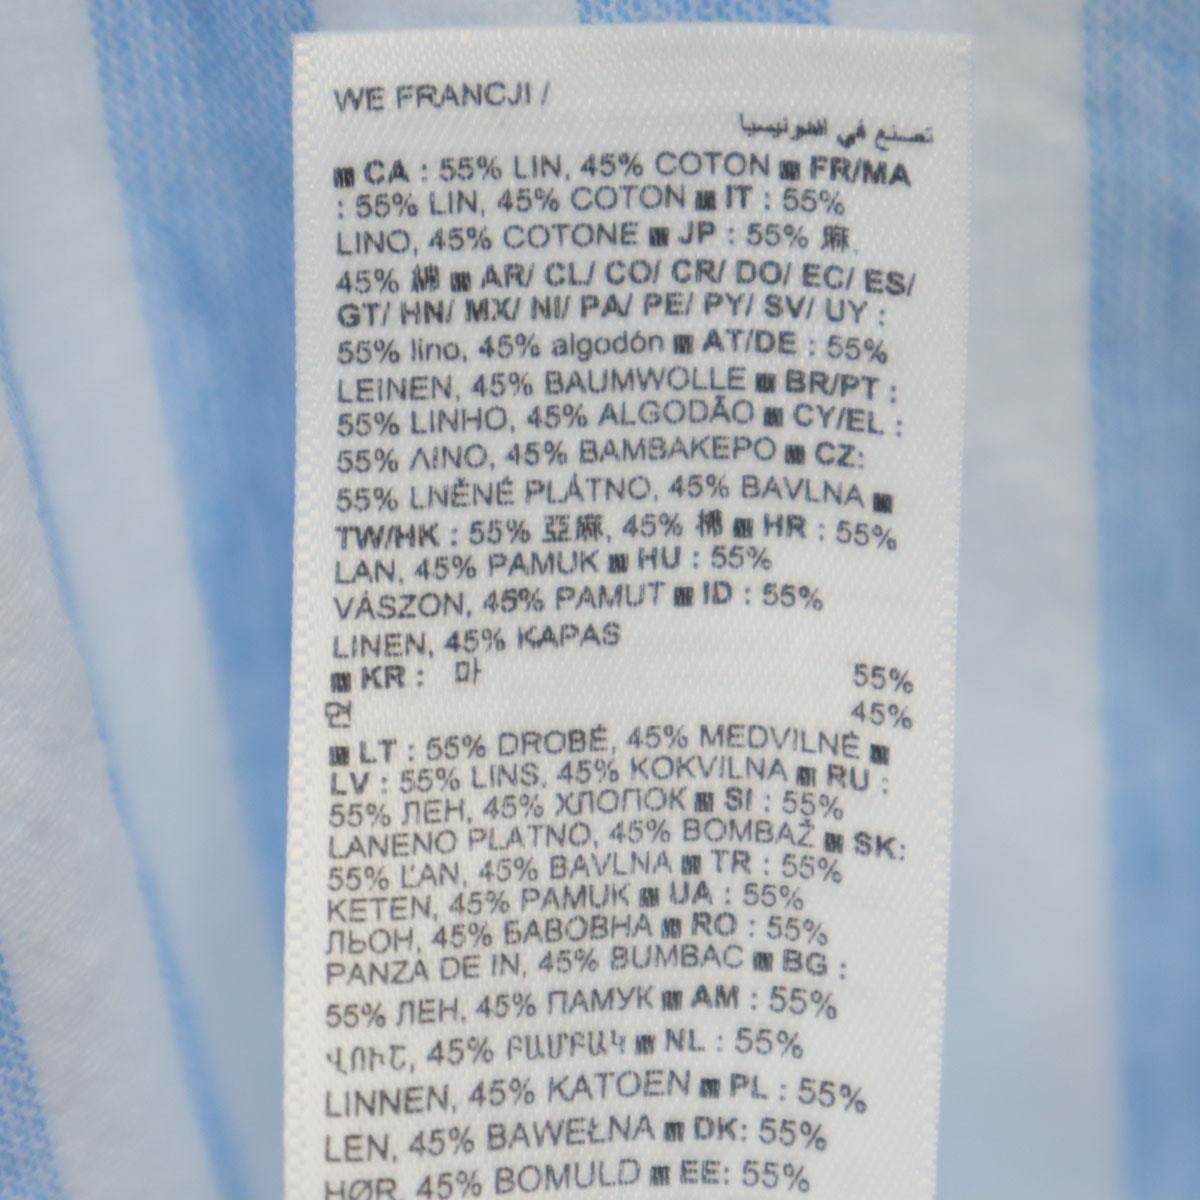 WE FRANCJI /
تصنع في اندونيسيا
■ CA : 55% LIN, 45% COTON ■ FR/MA
: 55% LIN, 45% COTON ■ IT : 55%
LINO, 45% COTONE ■ JP : 55% 麻,
45% 綿 ■ AR/ CL/ CO/ CR/ DO/ EC/ ES/
GT/ HN/ MX/ NI/ PA/ PE/ PY/ SV/ UY :
55% lino, 45% algodón ■ AT/DE : 55%
LEINEN, 45% BAUMWOLLE ■ BR/PT :
55% LINHO, 45% ALGODÃO ■ CY/EL :
55% ΛΙΝΟ, 45% ΒΑΜΒΑΚΕΡΟ ■ CZ:
55% LNĚNÉ PLÁTNO, 45% BAVLNA ■
TW/HK : 55% 亞麻, 45% 棉 ■ HR : 55%
LAN, 45% PAMUK ■ HU : 55%
VÁSZON, 45% PAMUT ■ ID : 55%
LINEN, 45% KAPAS
■ KR : 마 55%
면 45%
■ LT : 55% DROBĖ, 45% MEDVILNĖ ■
LV : 55% LINS, 45% KOKVILNA ■ RU :
55% ЛЕН, 45% ХЛОПОК ■ SI : 55%
LANENO PLATNO, 45% BOMBAŽ ■ SK:
55% ĽAN, 45% BAVLNA ■ TR : 55%
KETEN, 45% PAMUK ■ UA : 55%
ЛЬОН, 45% БАВОВНА ■ RO : 55%
PANZA DE IN, 45% BUMBAC ■ BG :
55% ЛЕН, 45% ПАМУК ■ AM : 55%
ՎՈՒՇ, 45% ԲԱՄԲԱԿ ■ NL : 55%
LINNEN, 45% KATOEN ■ PL : 55%
LEN, 45% BAWEŁNA ■ DK: 55%
HØR, 45% BOMULD ■ EE: 55%